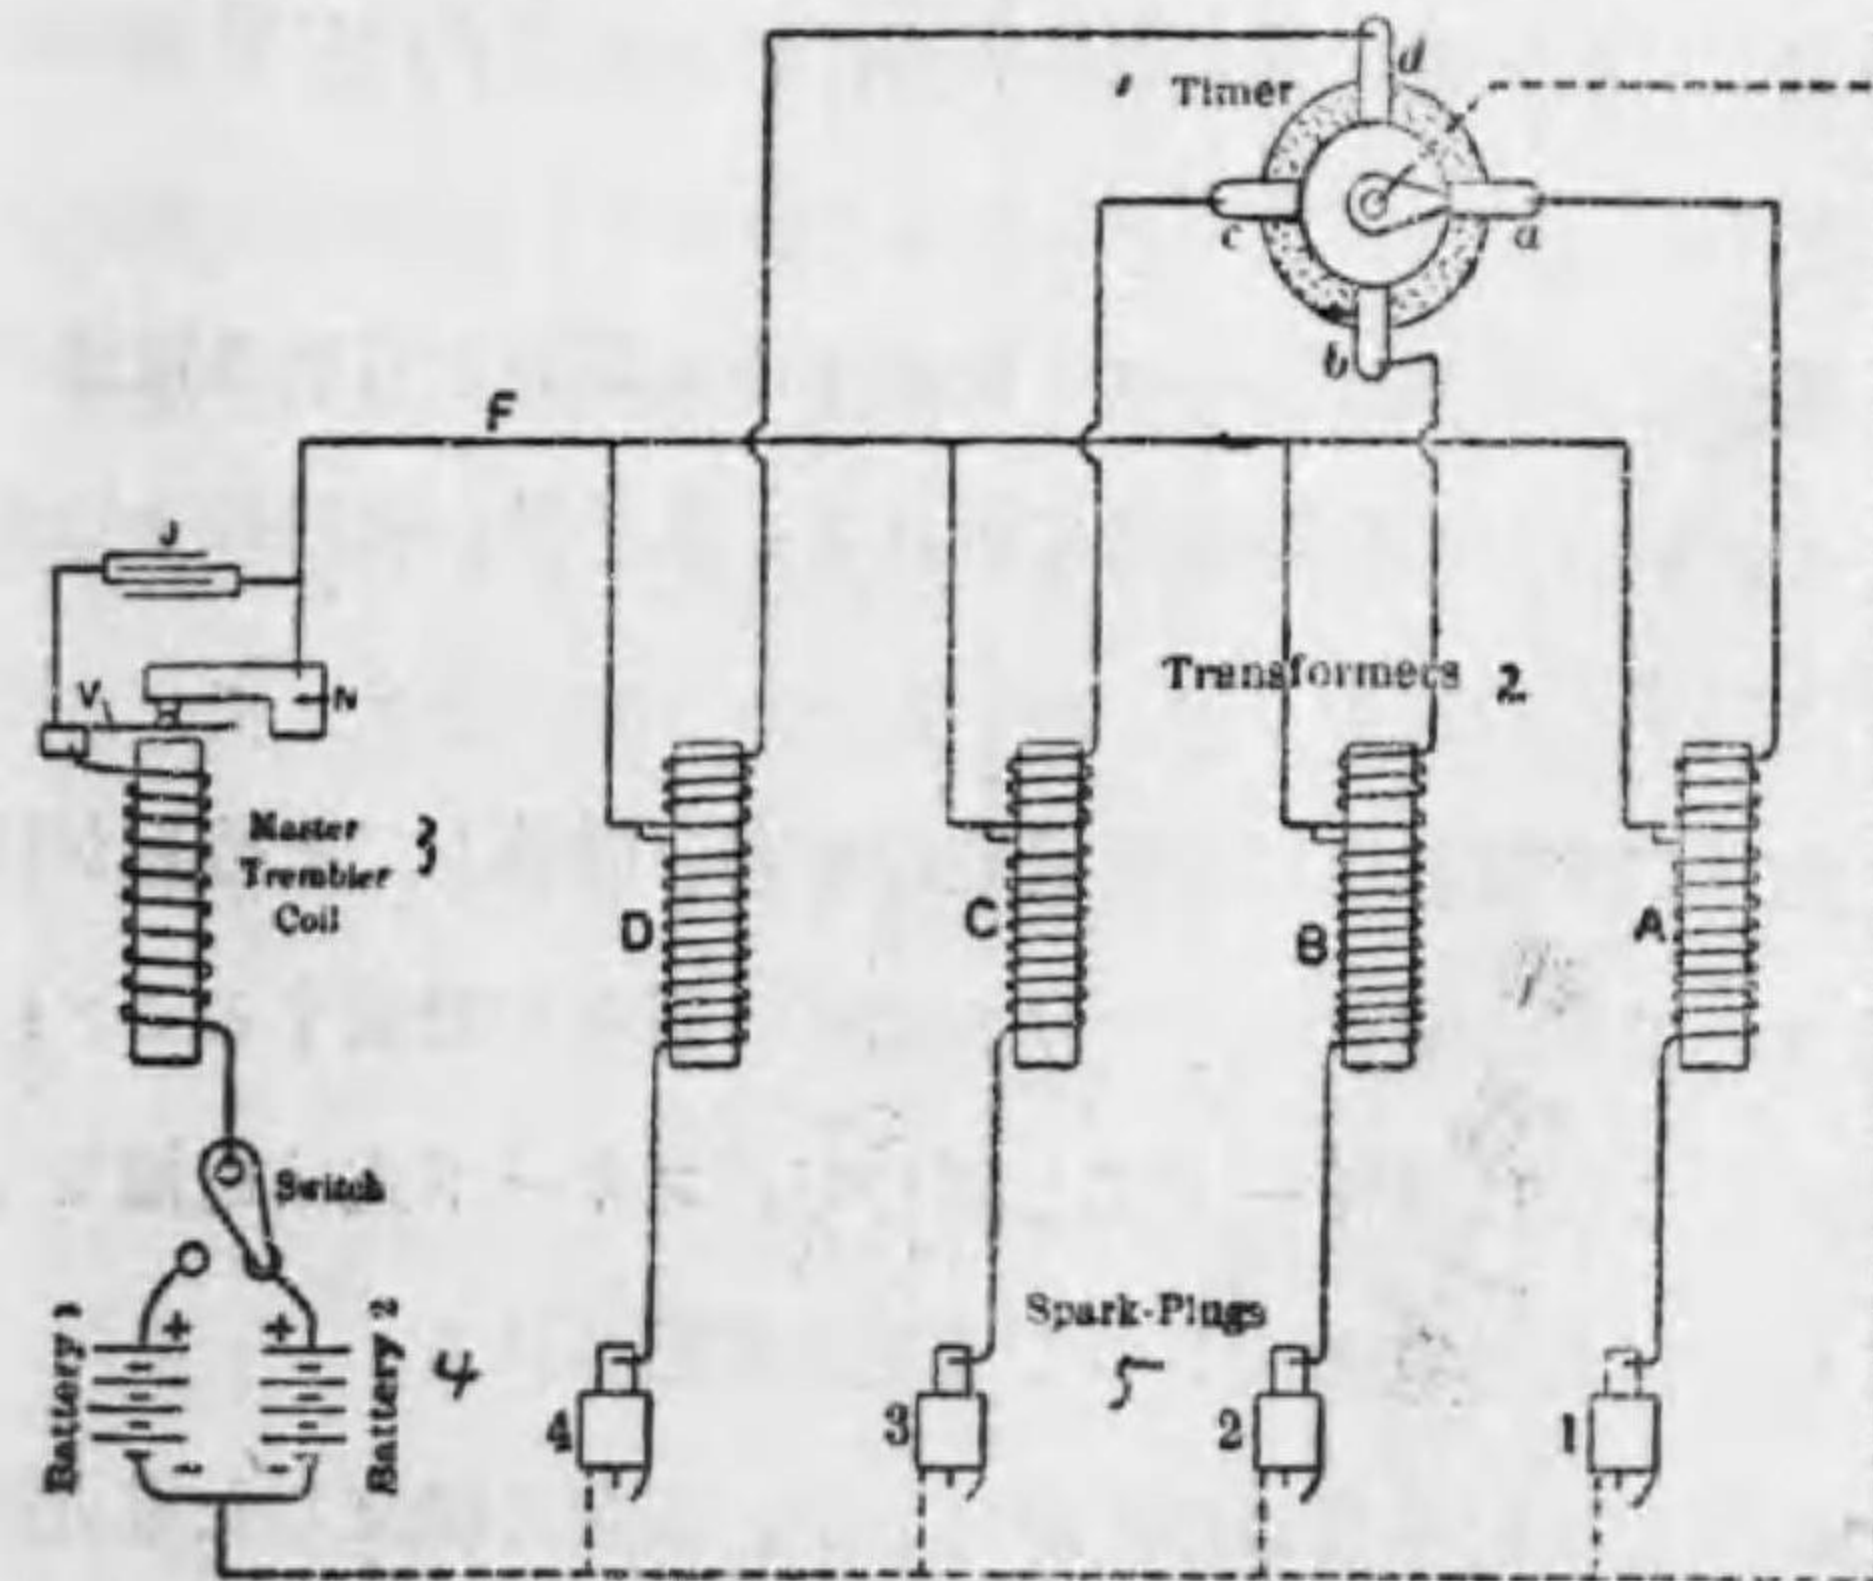 d
Timer
c
a
b
F
J
V
N
Transformers 2
Master
Trembler
Coil
3
D
C
B
A
Switch
Battery 1
+
+
-
-
Battery 2
4
Spark-Plugs
5
4
3
2
1